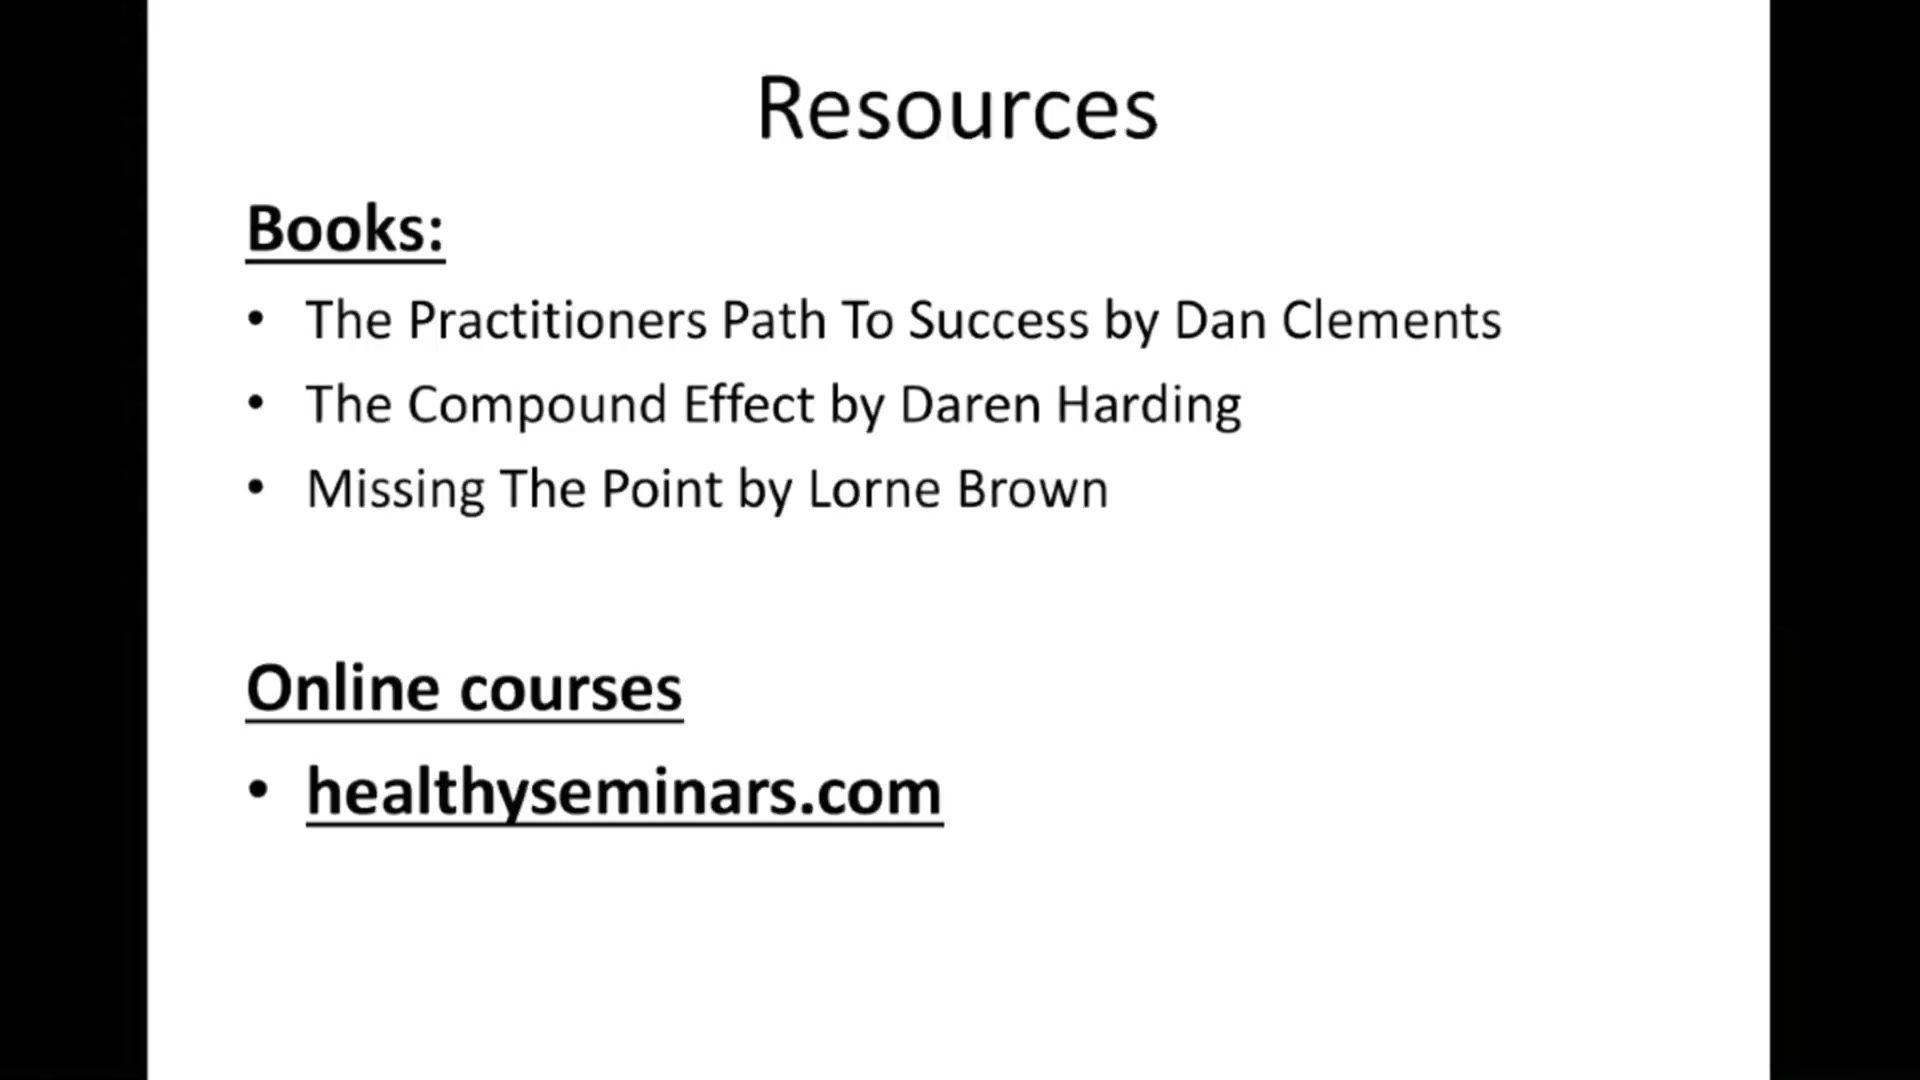 Resources
Books:
• The Practitioners Path To Success by Dan Clements
• The Compound Effect by Daren Harding
• Missing The Point by Lorne Brown
Online courses
• healthyseminars.com